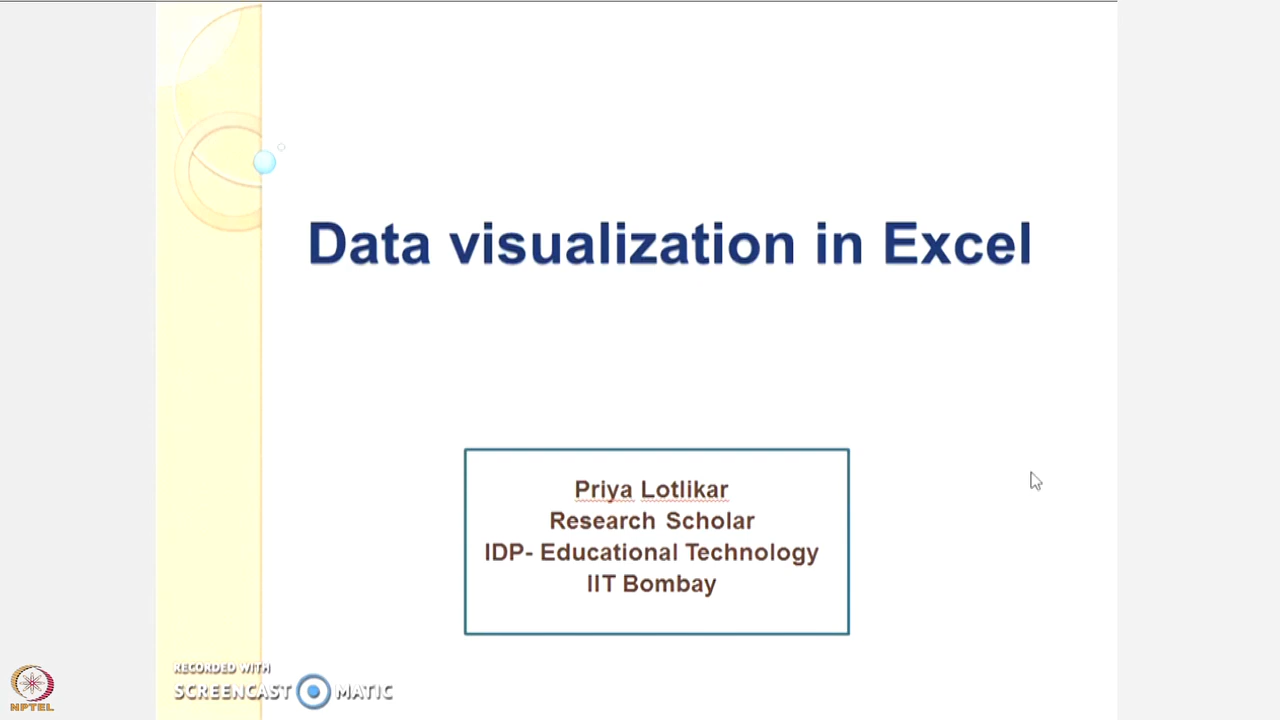 Data visualization in Excel
Priya Lotlikar
Research Scholar
IDP- Educational Technology
IIT Bombay
RECORDED WITH
SCREENCAST MATIC
NPTEL